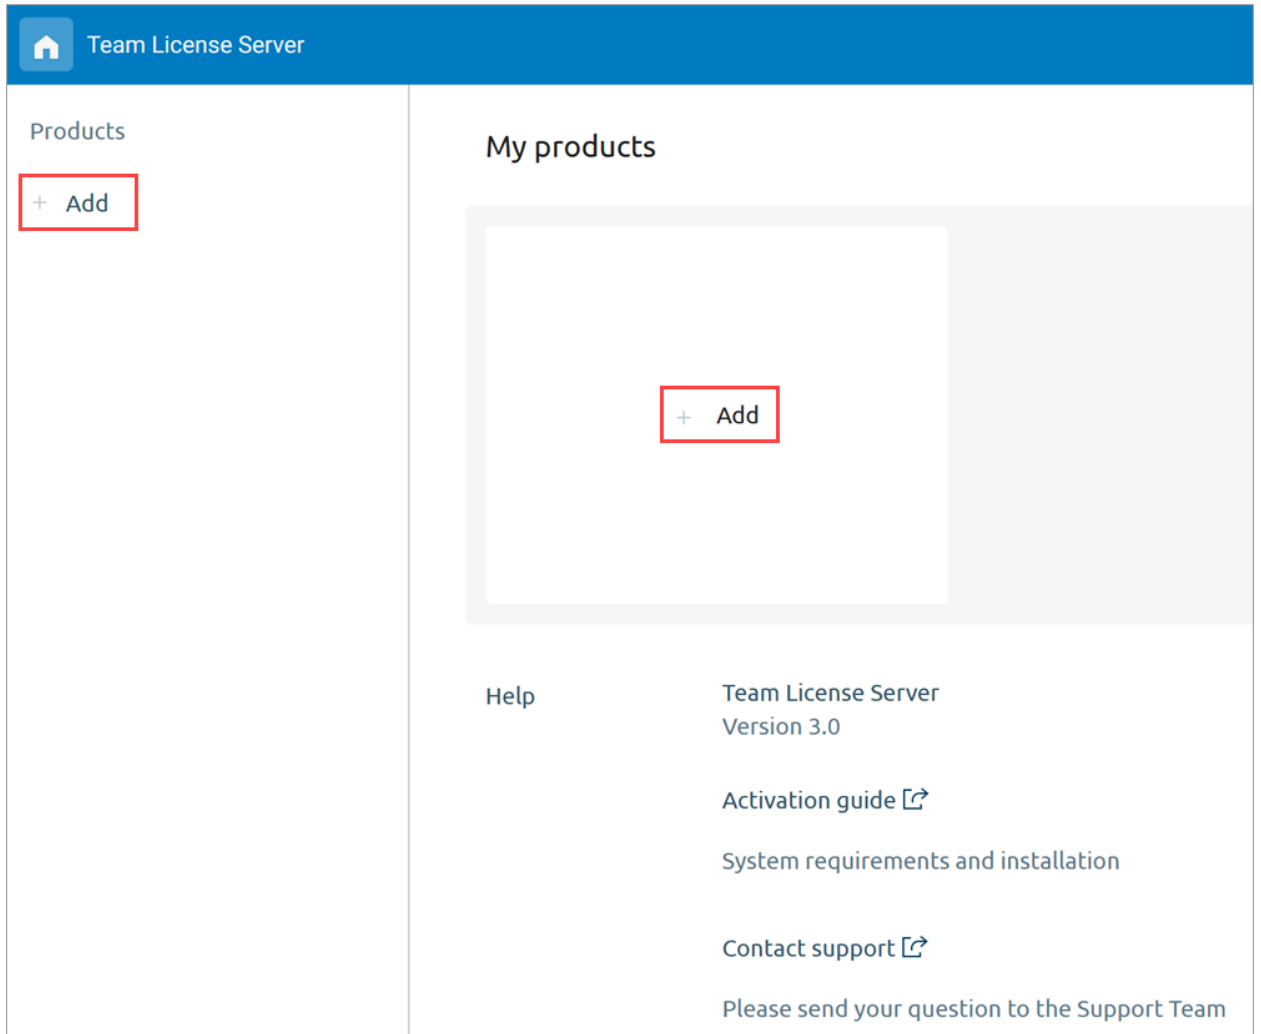 Team License Server
Products
+ Add
My products
+ Add
Help
Team License Server
Version 3.0
Activation guide
System requirements and installation
Contact support
Please send your question to the Support Team